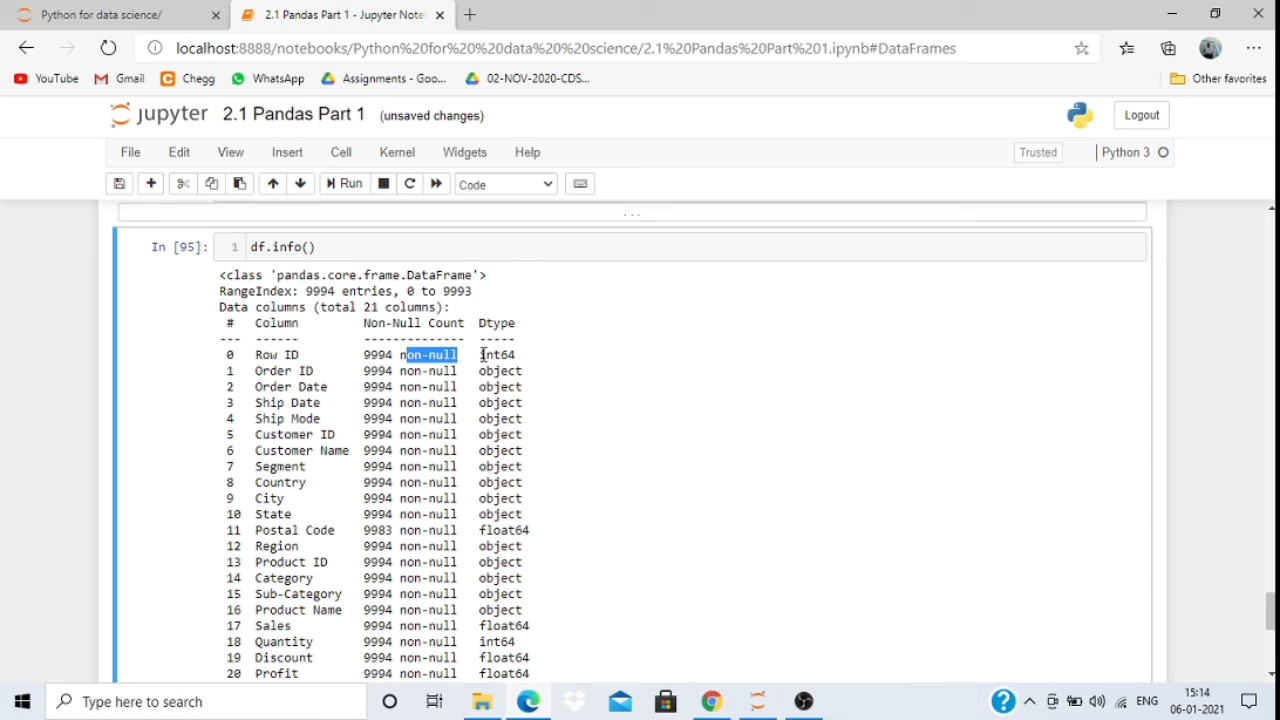 Python for data science/
2.1 Pandas Part 1 - Jupyter Note
localhost:8888/notebooks/Python%20for%20%20data%20%20science/2.1%20Pandas%20Part%201.ipynb#DataFrames
YouTube Gmail Chegg WhatsApp Assignments - Goo... 02-NOV-2020-CDS... Other favorites
jupyter 2.1 Pandas Part 1 (unsaved changes) Logout
File Edit View Insert Cell Kernel Widgets Help Trusted Python 3
Run Code
...
In [95]: 1 df.info()
<class 'pandas.core.frame.DataFrame'>
RangeIndex: 9994 entries, 0 to 9993
Data columns (total 21 columns):
# Column Non-Null Count Dtype
--- ------ -------------- -----
0 Row ID 9994 non-null int64
1 Order ID 9994 non-null object
2 Order Date 9994 non-null object
3 Ship Date 9994 non-null object
4 Ship Mode 9994 non-null object
5 Customer ID 9994 non-null object
6 Customer Name 9994 non-null object
7 Segment 9994 non-null object
8 Country 9994 non-null object
9 City 9994 non-null object
10 State 9994 non-null object
11 Postal Code 9983 non-null float64
12 Region 9994 non-null object
13 Product ID 9994 non-null object
14 Category 9994 non-null object
15 Sub-Category 9994 non-null object
16 Product Name 9994 non-null object
17 Sales 9994 non-null float64
18 Quantity 9994 non-null int64
19 Discount 9994 non-null float64
20 Profit 9994 non-null float64
Type here to search
ENG
15:14
06-01-2021